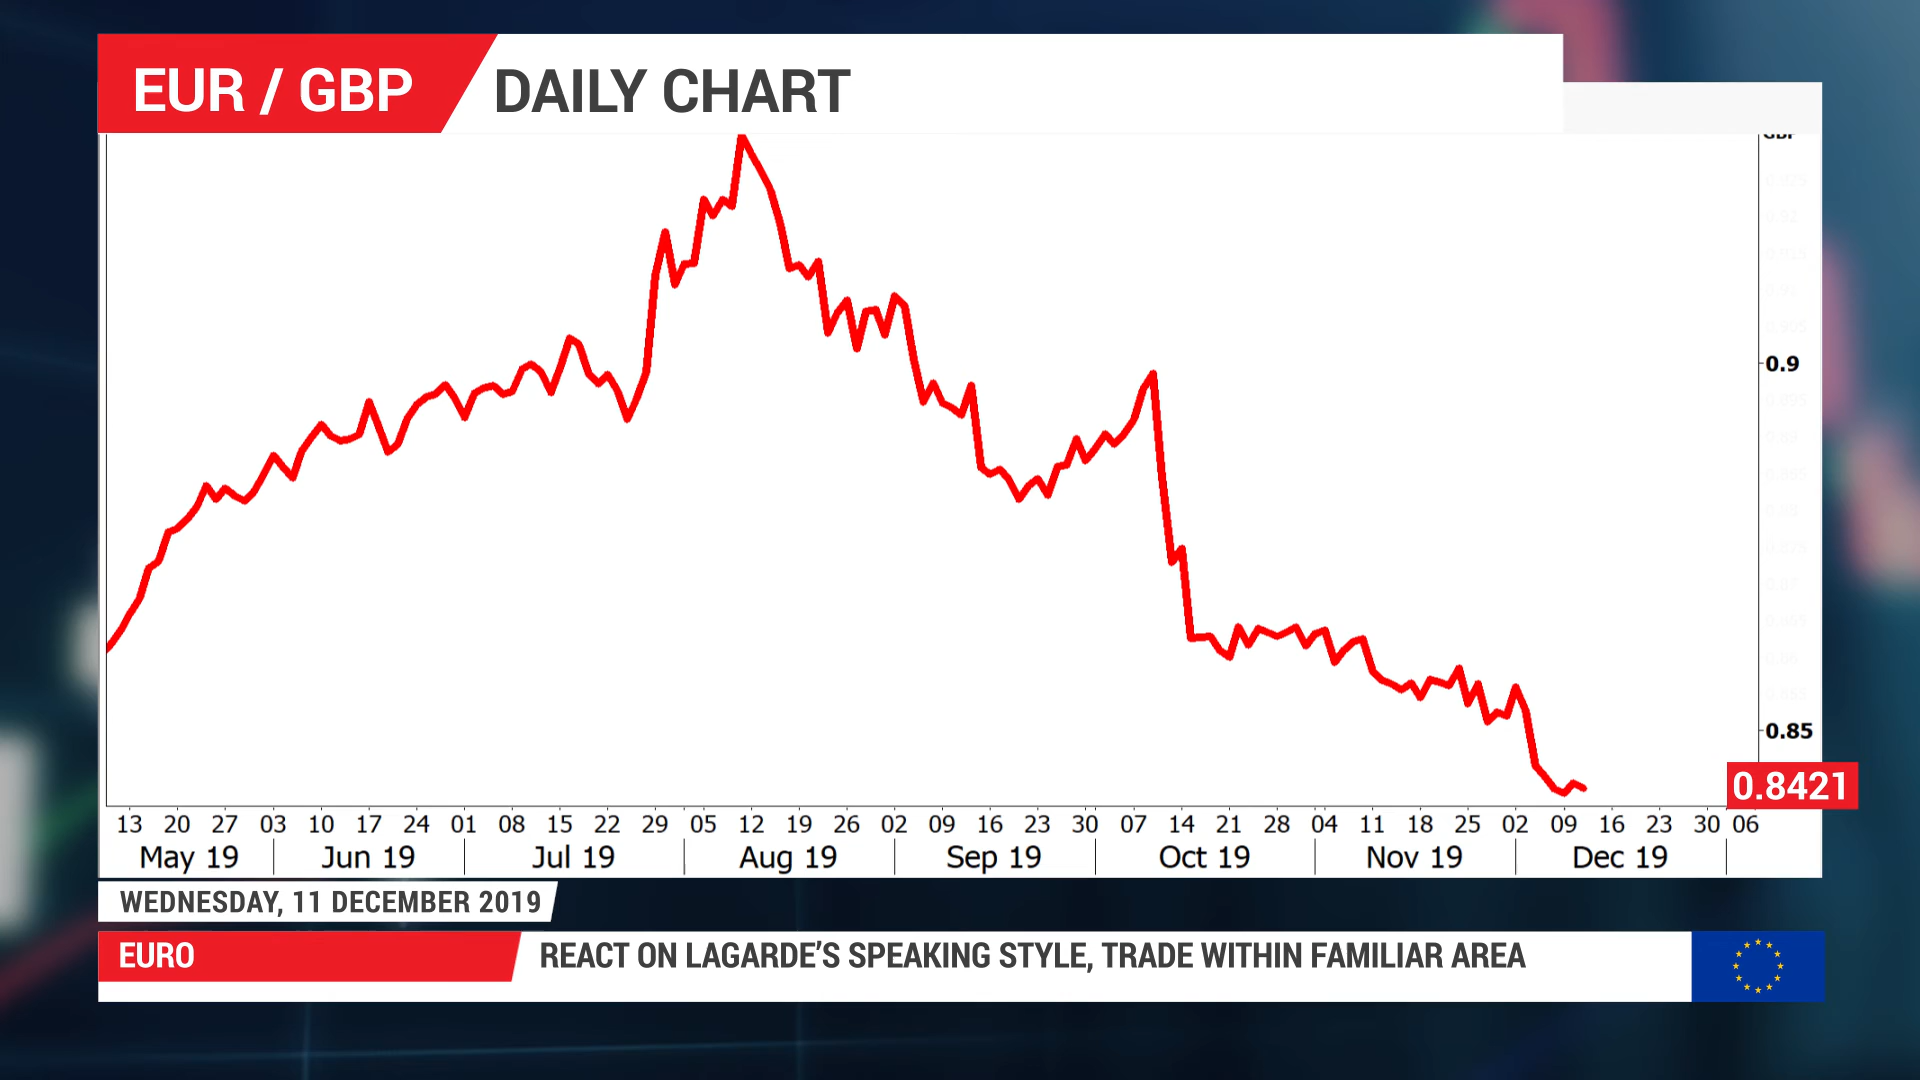 EUR / GBP
DAILY CHART
0.9
0.85
0.8421
13 20 27 03 10 17 24 01 08 15 22 29 05 12 19 26 02 09 16 23 30 07 14 21 28 04 11 18 25 02 09 16 23 30 06
May 19 Jun 19 Jul 19 Aug 19 Sep 19 Oct 19 Nov 19 Dec 19
WEDNESDAY, 11 DECEMBER 2019
EURO
REACT ON LAGARDE’S SPEAKING STYLE, TRADE WITHIN FAMILIAR AREA